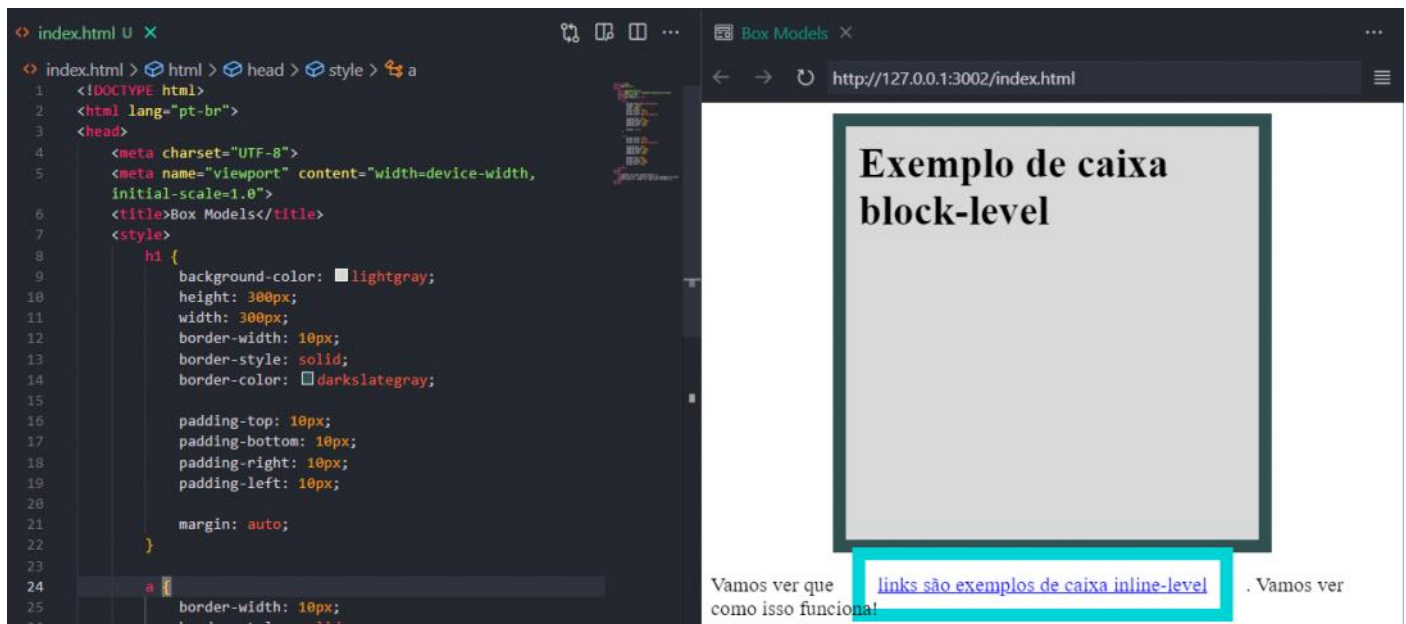 index.html U
index.html > html > head > style > a
1 <!DOCTYPE html>
2 <html lang="pt-br">
3 <head>
4 <meta charset="UTF-8">
5 <meta name="viewport" content="width=device-width,
initial-scale=1.0">
6 <title>Box Models</title>
7 <style>
8 h1 {
9 background-color: lightgray;
10 height: 300px;
11 width: 300px;
12 border-width: 10px;
13 border-style: solid;
14 border-color: darkslategray;
15
16 padding-top: 10px;
17 padding-bottom: 10px;
18 padding-right: 10px;
19 padding-left: 10px;
20
21 margin: auto;
22 }
23
24 a {
25 border-width: 10px;
Box Models
http://127.0.0.1:3002/index.html
Exemplo de caixa
block-level
Vamos ver que links são exemplos de caixa inline-level . Vamos ver
como isso funciona!